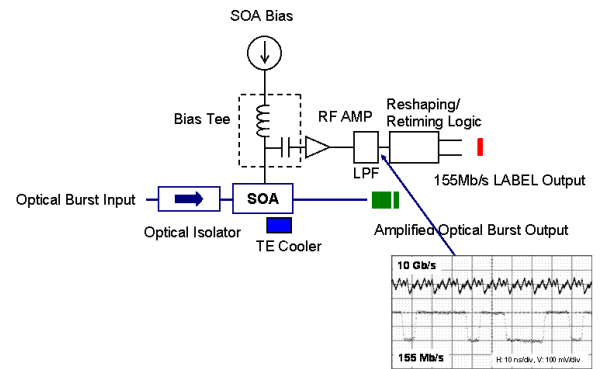 SOA Bias
Bias Tee
RF AMP
Reshaping/
Retiming Logic
LPF
155Mb/s LABEL Output
Optical Burst Input
SOA
Optical Isolator
TE Cooler
Amplified Optical Burst Output
10 Gb/s
155 Mb/s
H: 10 ns/div, V: 100 mV/div